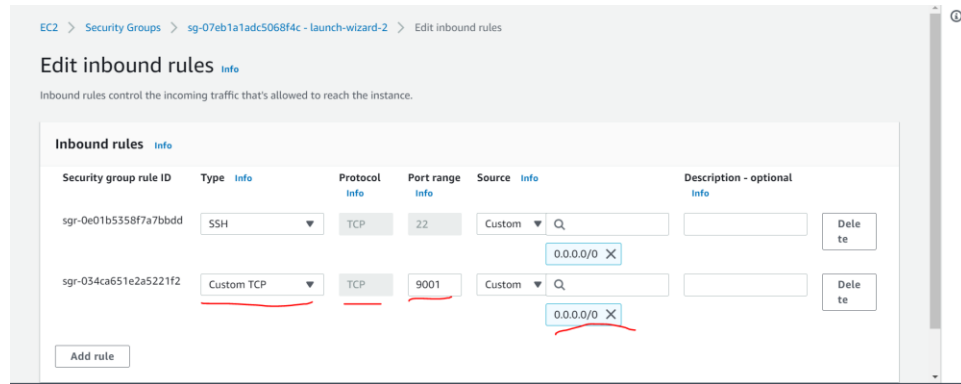 EC2 > Security Groups > sg-07eb1a1adc5068f4c - launch-wizard-2 > Edit inbound rules
Edit inbound rules Info
Inbound rules control the incoming traffic that's allowed to reach the instance.
Inbound rules Info
Security group rule ID Type Info Protocol Info Port range Info Source Info Description - optional Info
sgr-0e01b5358f7a7bbdd SSH TCP 22 Custom Delete
0.0.0.0/0
sgr-034ca651e2a5221f2 Custom TCP TCP 9001 Custom Delete
0.0.0.0/0
Add rule